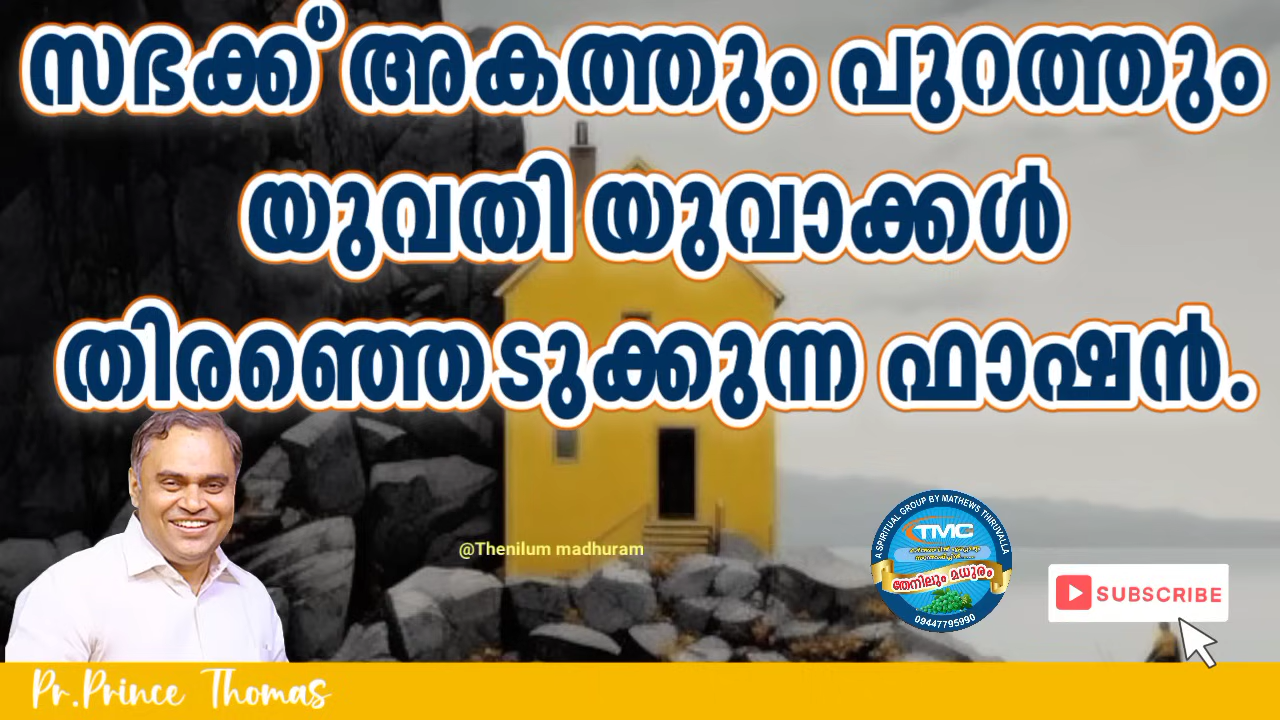 സഭക്ക് അകത്തും പുറത്തും
യുവതി യുവാക്കൾ
തിരഞ്ഞെടുക്കുന്ന ഫാഷൻ.
@Thenilum madhuram
A SPIRITUAL GROUP BY MATHEWS THIRUVALLA
TMC
തേനിലും മധുരം
09447795990
SUBSCRIBE
Pr.Prince Thomas